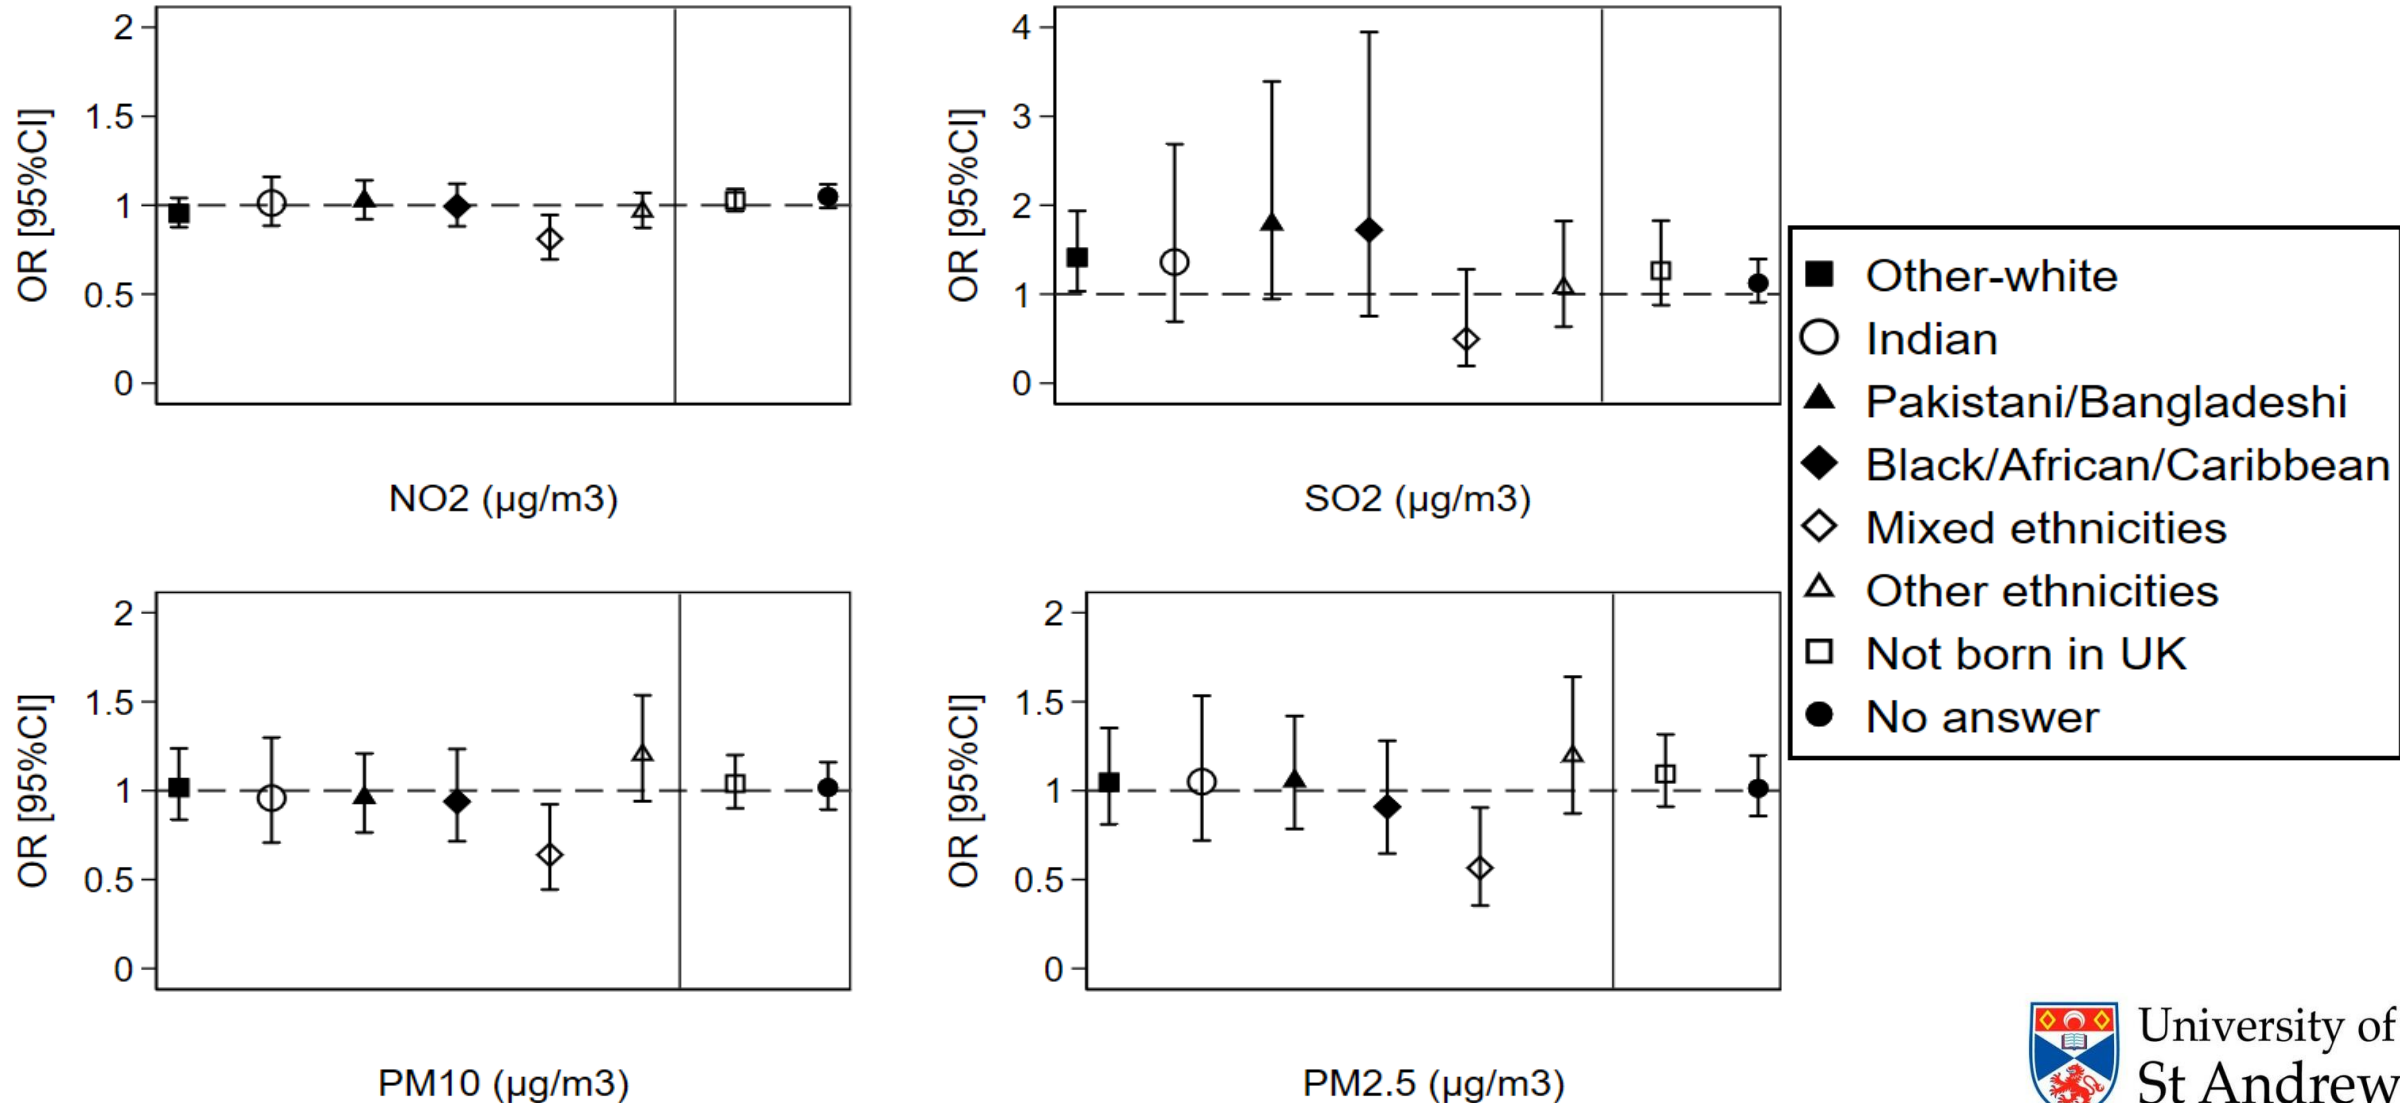 2
1.5
1
0.5
0
OR [95%CI]
NO2 (µg/m3)
4
3
2
1
0
OR [95%CI]
SO2 (µg/m3)
Other-white
Indian
Pakistani/Bangladeshi
Black/African/Caribbean
Mixed ethnicities
Other ethnicities
Not born in UK
No answer
2
1.5
1
0.5
0
OR [95%CI]
PM10 (µg/m3)
2
1.5
1
0.5
0
OR [95%CI]
PM2.5 (µg/m3)
University of
St Andrew